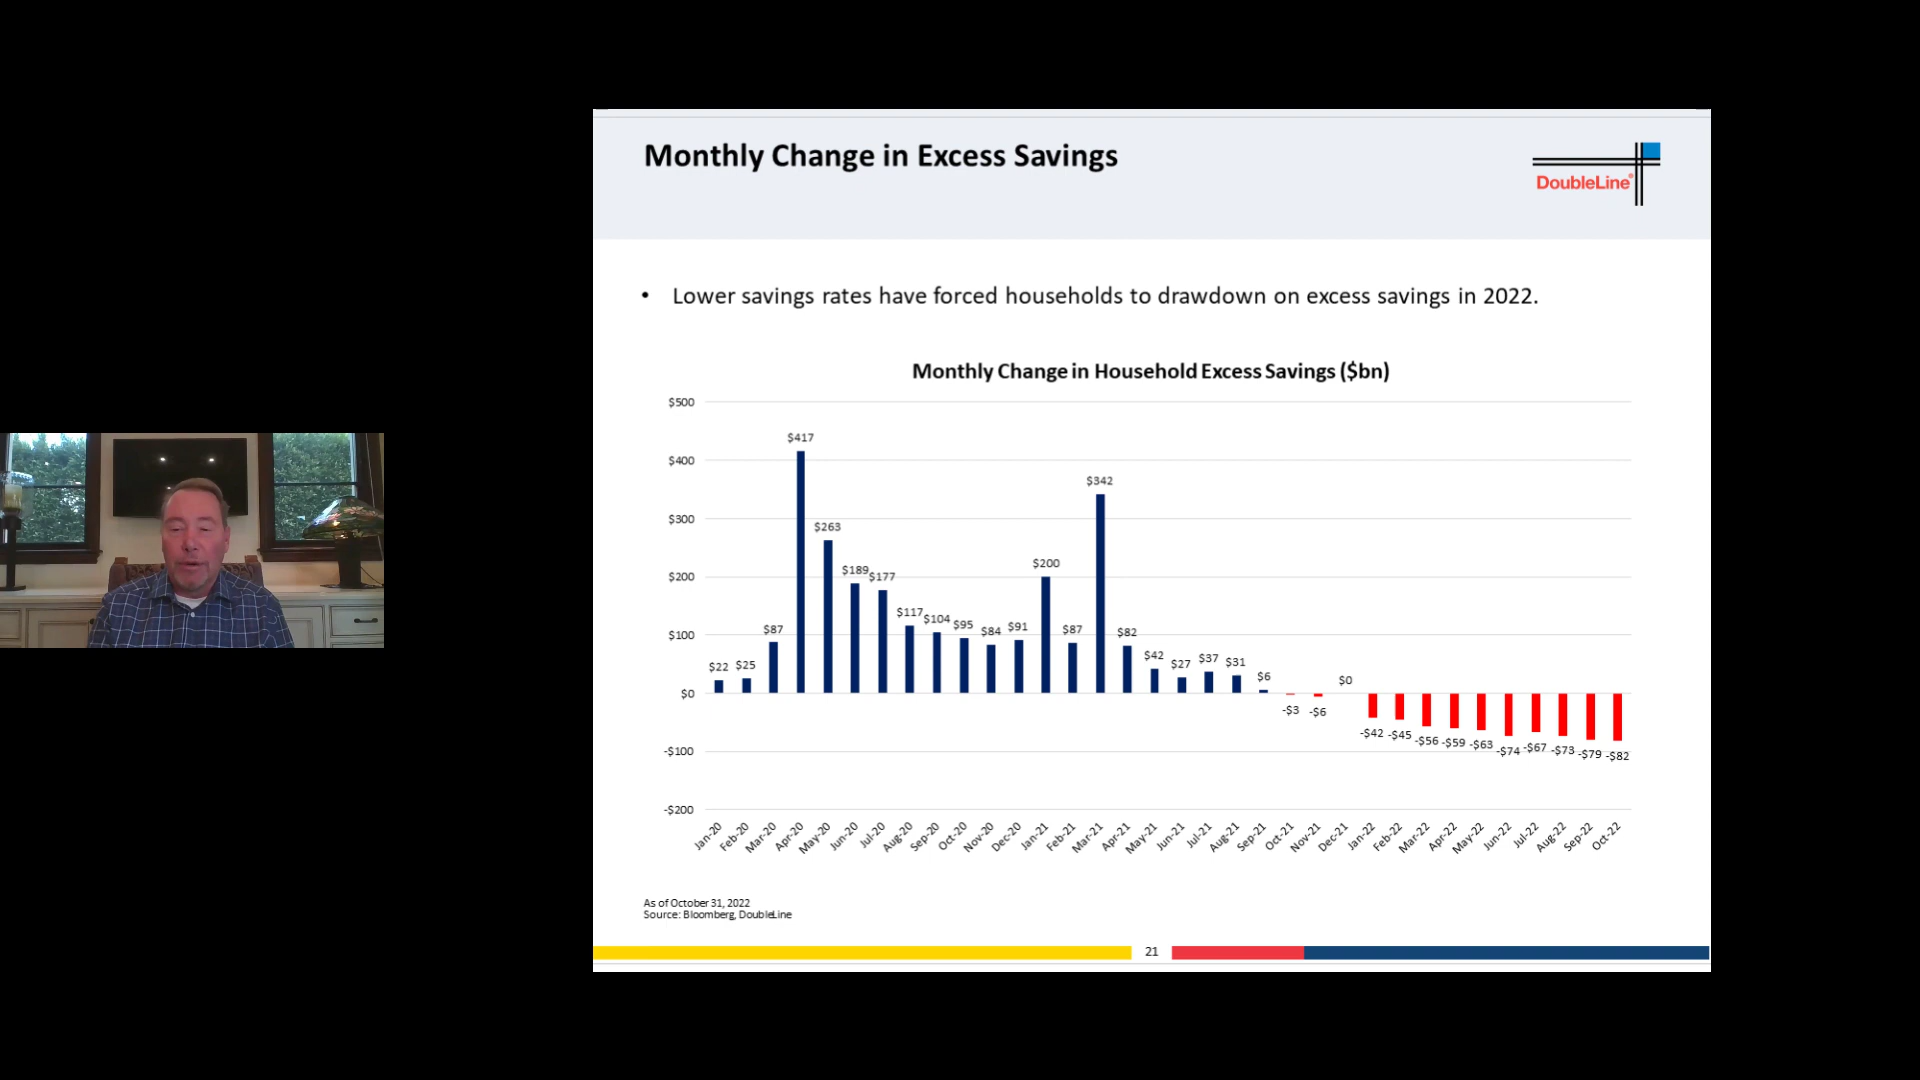 Monthly Change in Excess Savings
DoubleLine®
• Lower savings rates have forced households to drawdown on excess savings in 2022.
Monthly Change in Household Excess Savings ($bn)
$500
$400
$300
$200
$100
$0
-$100
-$200
$22
$25
$87
$417
$263
$189
$177
$117
$104
$95
$84
$91
$200
$87
$342
$82
$42
$27
$37
$31
$6
-$3
-$6
$0
-$42
-$45
-$56
-$59
-$63
-$74
-$67
-$73
-$79
-$82
Jan-20
Feb-20
Mar-20
Apr-20
May-20
Jun-20
Jul-20
Aug-20
Sep-20
Oct-20
Nov-20
Dec-20
Jan-21
Feb-21
Mar-21
Apr-21
May-21
Jun-21
Jul-21
Aug-21
Sep-21
Oct-21
Nov-21
Dec-21
Jan-22
Feb-22
Mar-22
Apr-22
May-22
Jun-22
Jul-22
Aug-22
Sep-22
Oct-22
As of October 31, 2022
Source: Bloomberg, DoubleLine
21